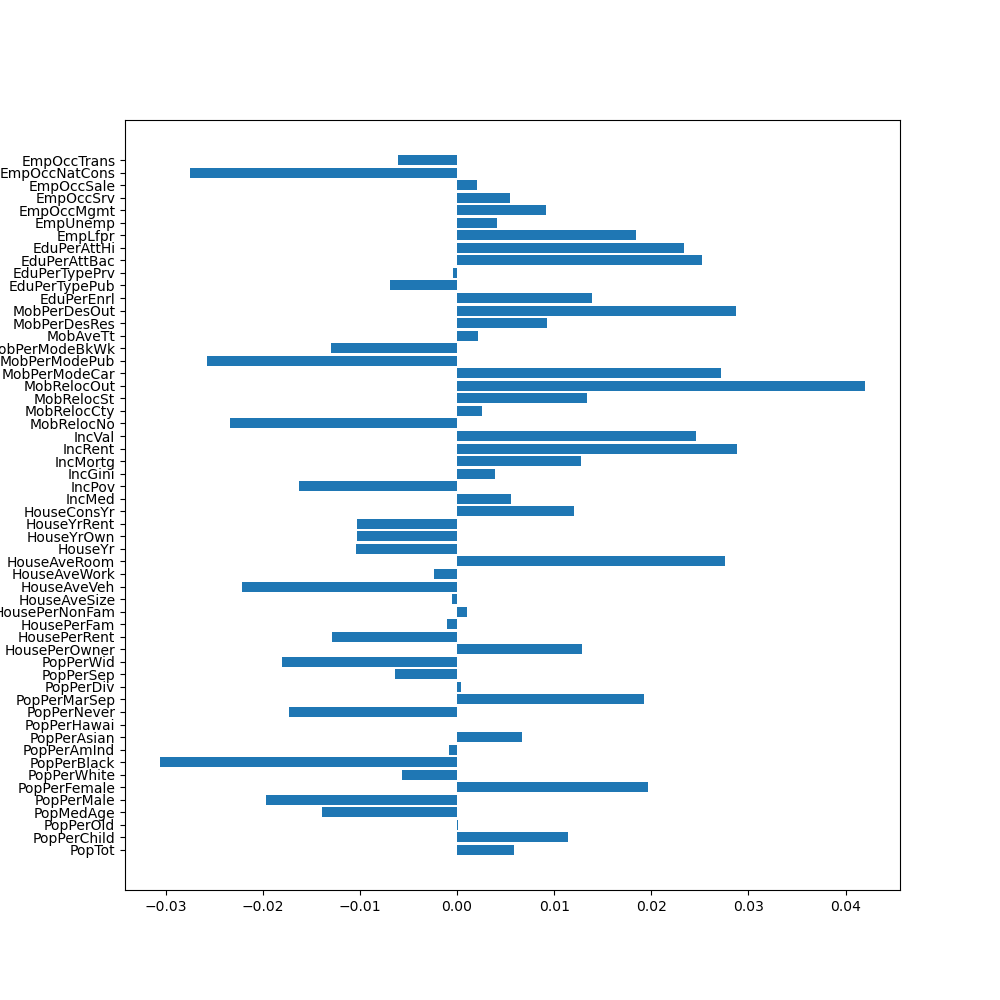 EmpOccTrans
EmpOccNatCons
EmpOccSale
EmpOccSrv
EmpOccMgmt
EmpUnemp
EmpLfpr
EduPerAttHi
EduPerAttBac
EduPerTypePrv
EduPerTypePub
EduPerEnrl
MobPerDesOut
MobPerDesRes
MobAveTt
obPerModeBkWk
MobPerModePub
MobPerModeCar
MobRelocOut
MobRelocSt
MobRelocCty
MobRelocNo
IncVal
IncRent
IncMortg
IncGini
IncPov
IncMed
HouseConsYr
HouseYrRent
HouseYrOwn
HouseYr
HouseAveRoom
HouseAveWork
HouseAveVeh
HouseAveSize
HousePerNonFam
HousePerFam
HousePerRent
HousePerOwner
PopPerWid
PopPerSep
PopPerDiv
PopPerMarSep
PopPerNever
PopPerHawai
PopPerAsian
PopPerAmInd
PopPerBlack
PopPerWhite
PopPerFemale
PopPerMale
PopMedAge
PopPerOld
PopPerChild
PopTot
−0.03 −0.02 −0.01 0.00 0.01 0.02 0.03 0.04